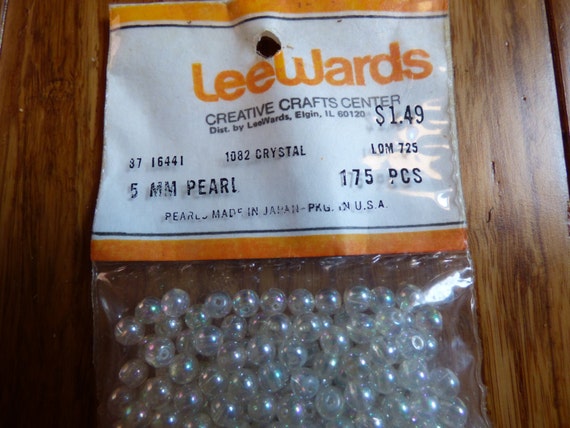 LeeWards
CREATIVE CRAFTS CENTER
Dist. by LeeWards, Elgin, IL 60120
$1.49
87 16441 1082 CRYSTAL LOM 725
5 MM PEARL 175 PCS
PEARLS MADE IN JAPAN-PKG. IN U.S.A.